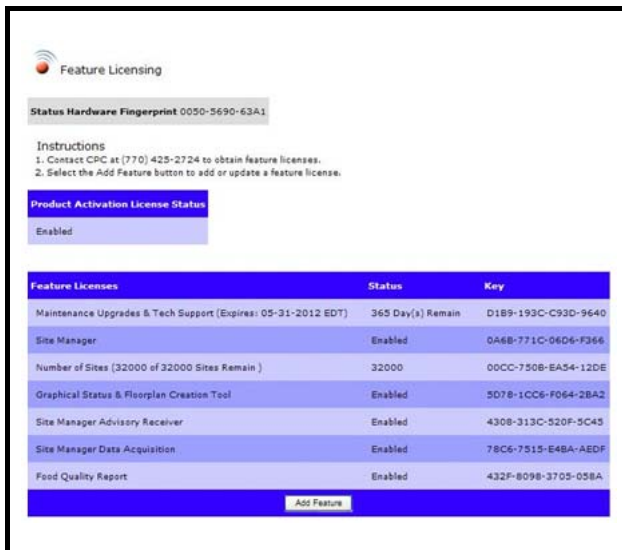 Feature Licensing
Status Hardware Fingerprint 0050-5690-63A1
Instructions
1. Contact CPC at (770) 425-2724 to obtain feature licenses.
2. Select the Add Feature button to add or update a feature license.
Product Activation License Status
Enabled
Feature Licenses Status Key
Maintenance Upgrades & Tech Support (Expires: 05-31-2012 EDT) 365 Day(s) Remain D1B9-193C-C93D-9640
Site Manager Enabled 0A6B-771C-06D6-F366
Number of Sites (32000 of 32000 Sites Remain ) 32000 00CC-750B-EA54-12DE
Graphical Status & Floorplan Creation Tool Enabled 5D78-1CC6-F064-2BA2
Site Manager Advisory Receiver Enabled 4308-313C-520F-5C45
Site Manager Data Acquisition Enabled 78C6-7515-E4BA-AEDF
Food Quality Report Enabled 432F-8098-3705-058A
Add Feature